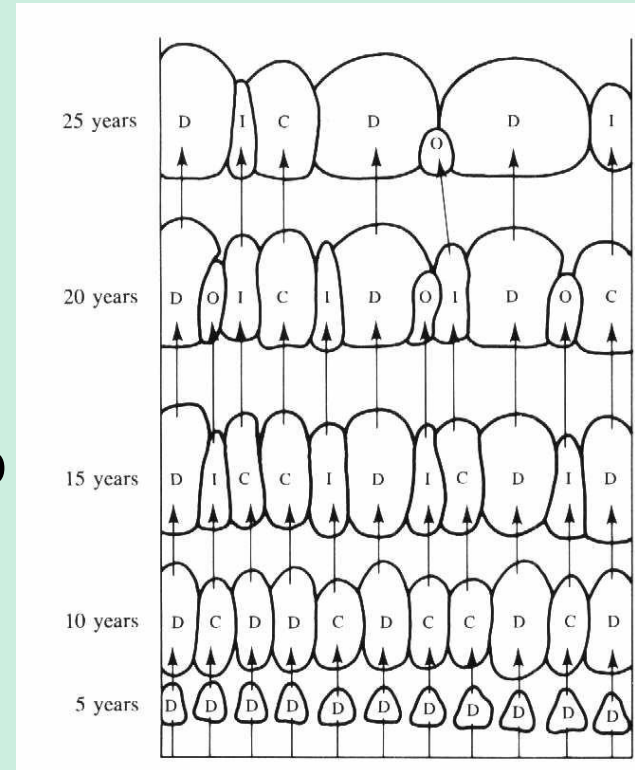 25 years D I C D O D I
20 years D O I C I D O I D O C
15 years D I C C I D I C D I D
10 years D C D D C D C C D C D
5 years D D D D D D D D D D D